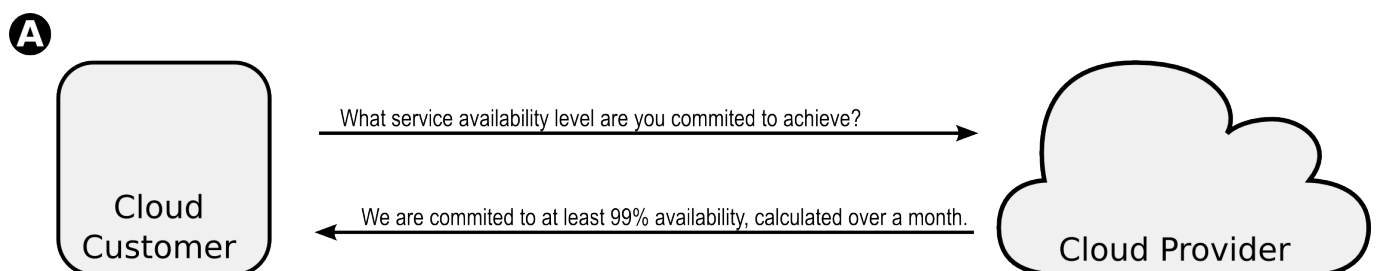 A
What service availability level are you commited to achieve?
We are commited to at least 99% availability, calculated over a month.
Cloud
Customer
Cloud Provider